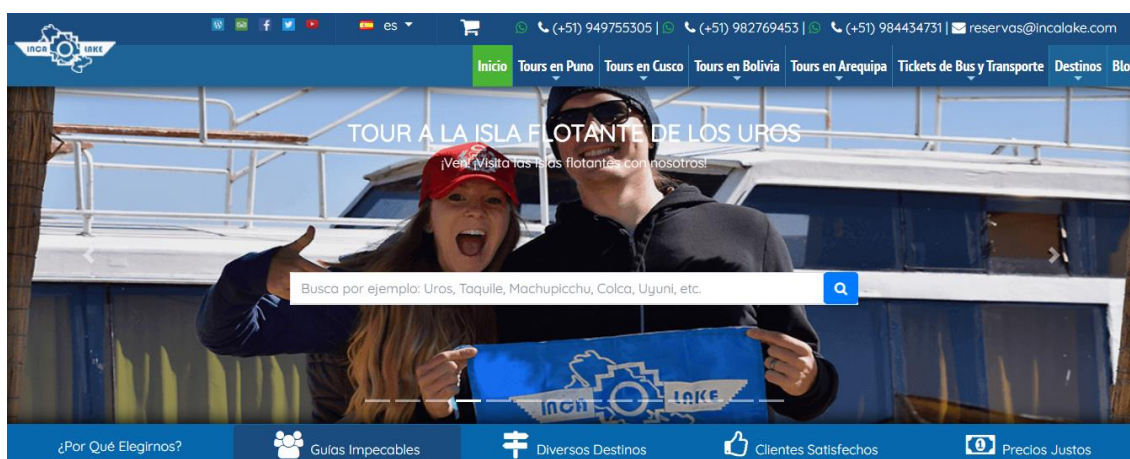 INCA LAKE
es
(+51) 949755305 | (+51) 982769453 | (+51) 984434731 | reservas@incalake.com
Inicio Tours en Puno Tours en Cusco Tours en Bolivia Tours en Arequipa Tickets de Bus y Transporte Destinos Blo
TOUR A LA ISLA FLOTANTE DE LOS UROS
¡Ven! ¡Visita las islas flotantes con nosotros!
Busca por ejemplo: Uros, Taquile, Machupicchu, Colca, Uyuni, etc.
INCA LAKE
¿Por Qué Elegirnos? Guías Impecables Diversos Destinos Clientes Satisfechos Precios Justos